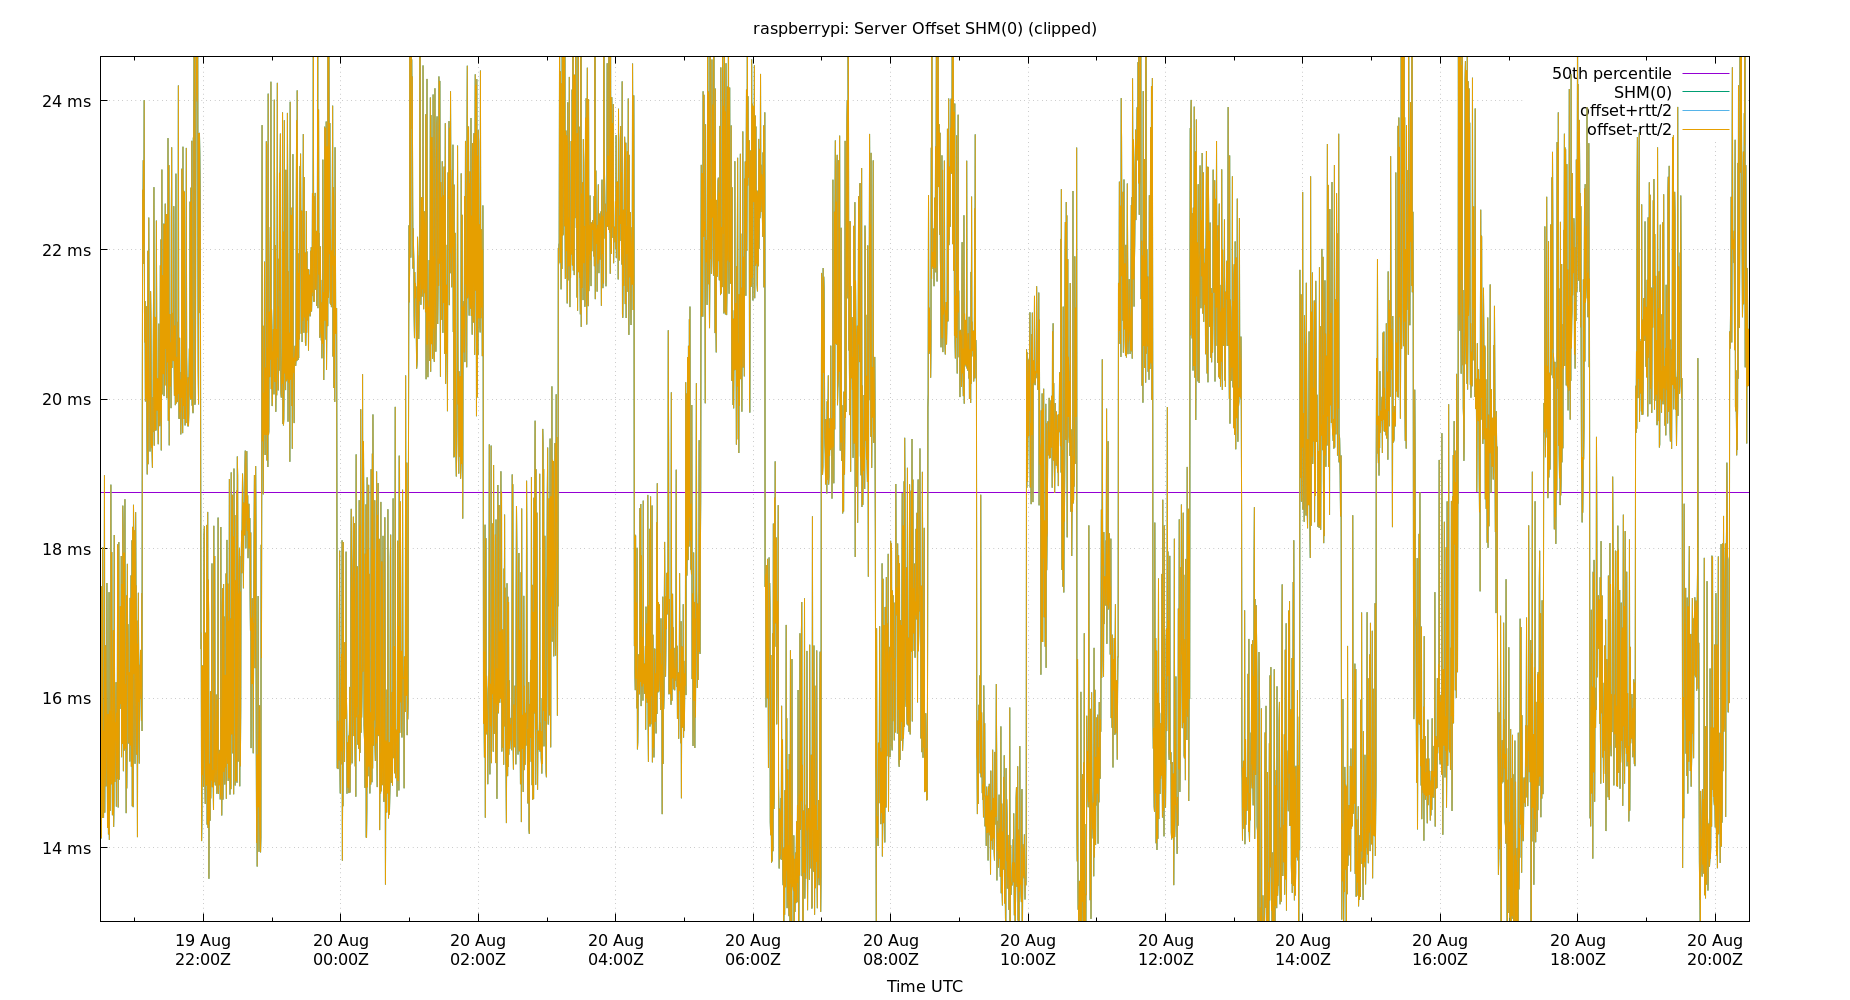 raspberrypi: Server Offset SHM(0) (clipped)
50th percentile
SHM(0)
offset+rtt/2
offset-rtt/2
24 ms
22 ms
20 ms
18 ms
16 ms
14 ms
19 Aug 20 Aug 20 Aug 20 Aug 20 Aug 20 Aug 20 Aug 20 Aug 20 Aug 20 Aug 20 Aug 20 Aug
22:00Z 00:00Z 02:00Z 04:00Z 06:00Z 08:00Z 10:00Z 12:00Z 14:00Z 16:00Z 18:00Z 20:00Z
Time UTC